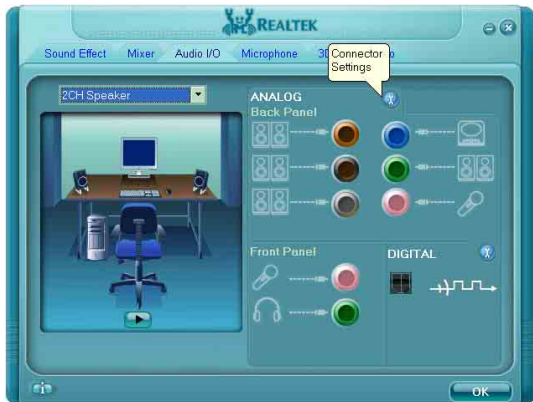 REALTEK
Sound Effect Mixer Audio I/O Microphone 3D
Connector
Settings
2CH Speaker
ANALOG
Back Panel
Front Panel
DIGITAL
OK